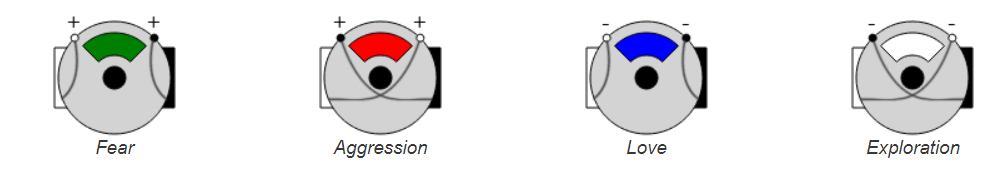 + + + + - - - -
Fear Aggression Love Exploration